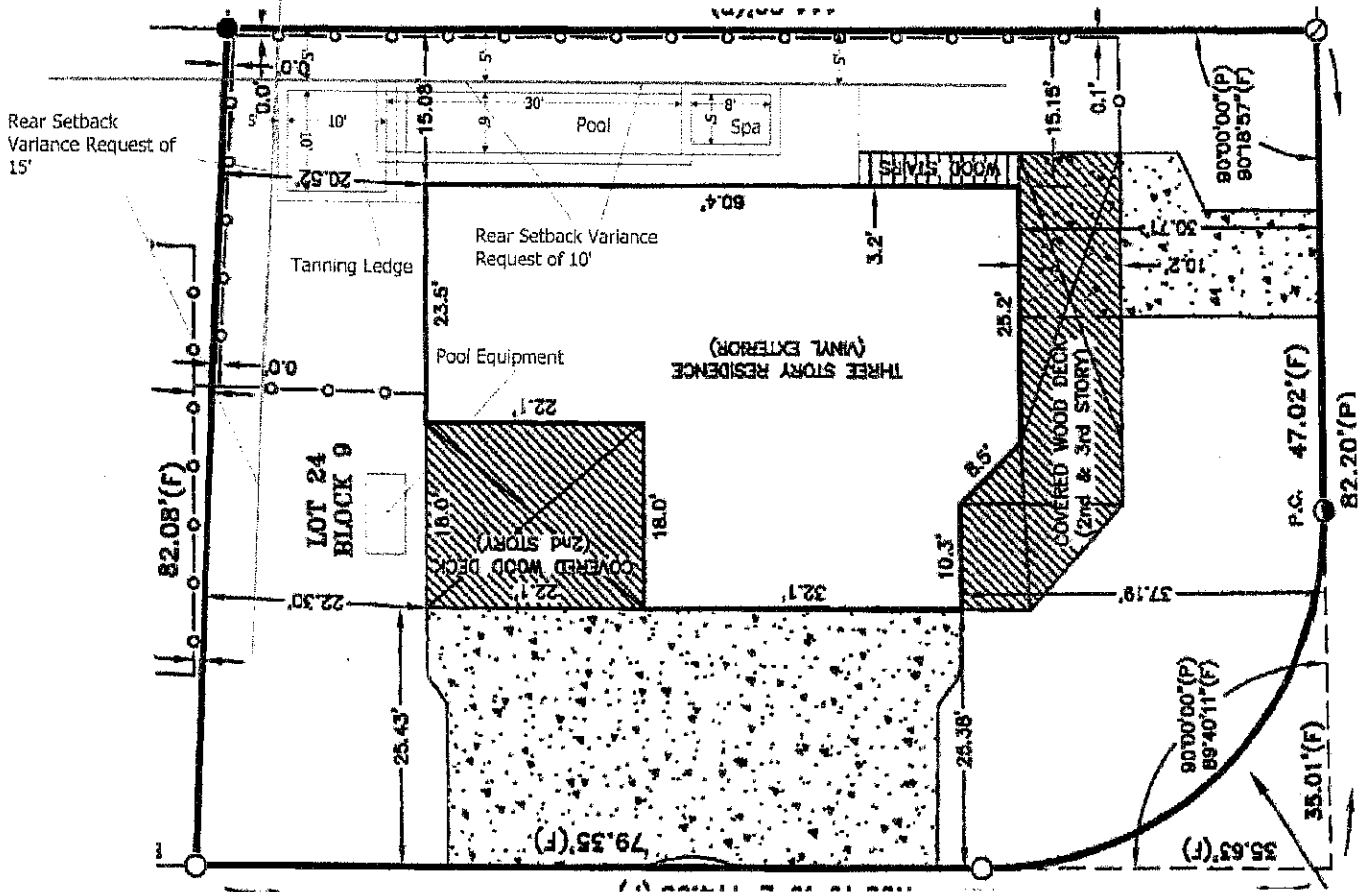 0.0'
0.0'
5'
5'
5'
15.08'
15.15'
0.1'
90°00'00"(P)
90°18'57"(F)
Rear Setback
Variance Request of
15'
5'
10'
10'
30'
6'
Pool
8'
5'
Spa
WOOD STAIRS
20.52'
60.4'
3.2'
30.71'
10.2'
Tanning Ledge
Rear Setback Variance
Request of 10'
23.5'
25.2'
THREE STORY RESIDENCE
(VINYL EXTERIOR)
Pool Equipment
0.0'
22.1'
8.5'
COVERED WOOD DECK
(2nd & 3rd STORY)
P.C.
47.02'(F)
82.20'(P)
82.08'(F)
LOT 24
BLOCK 9
18.0'
18.0'
COVERED WOOD DECK
(2nd STORY)
22.1'
10.3'
32.1'
22.30'
37.19'
25.43'
25.38'
79.35'(F)
90°00'00"(P)
89°40'11"(F)
35.01'(F)
35.63'(F)